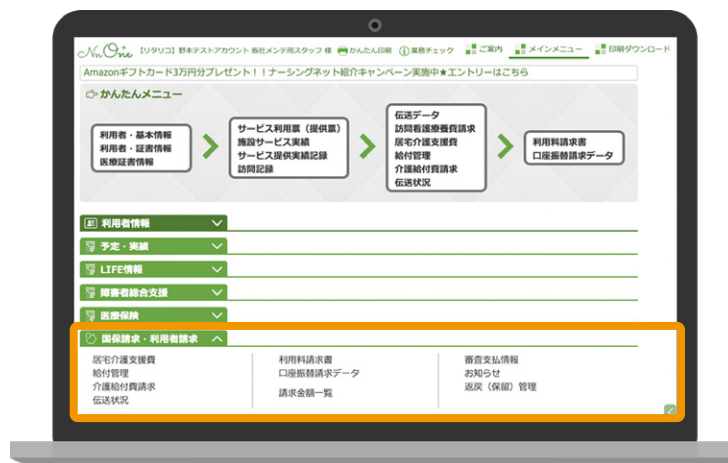 Nu One 【リタリコ】野本テストアカウント 販社メンテ用スタッフ 様 かんたん印刷 業務チェック ご案内 メインメニュー 印刷ダウンロード
Amazonギフトカード3万円分プレゼント！！ナーシングネット紹介キャンペーン実施中★エントリーはこちら
かんたんメニュー
利用者・基本情報
利用者・証書情報
医療証書情報
サービス利用票（提供票）
施設サービス実績
サービス提供実績記録
訪問記録
伝送データ
訪問看護療養費請求
居宅介護支援費
給付管理
介護給付費請求
伝送状況
利用料請求書
口座振替請求データ
利用者情報
予定・実績
LIFE情報
障害者総合支援
医療保険
国保請求・利用者請求
居宅介護支援費
給付管理
介護給付費請求
伝送状況
利用料請求書
口座振替請求データ
請求金額一覧
審査支払情報
お知らせ
返戻（保留）管理